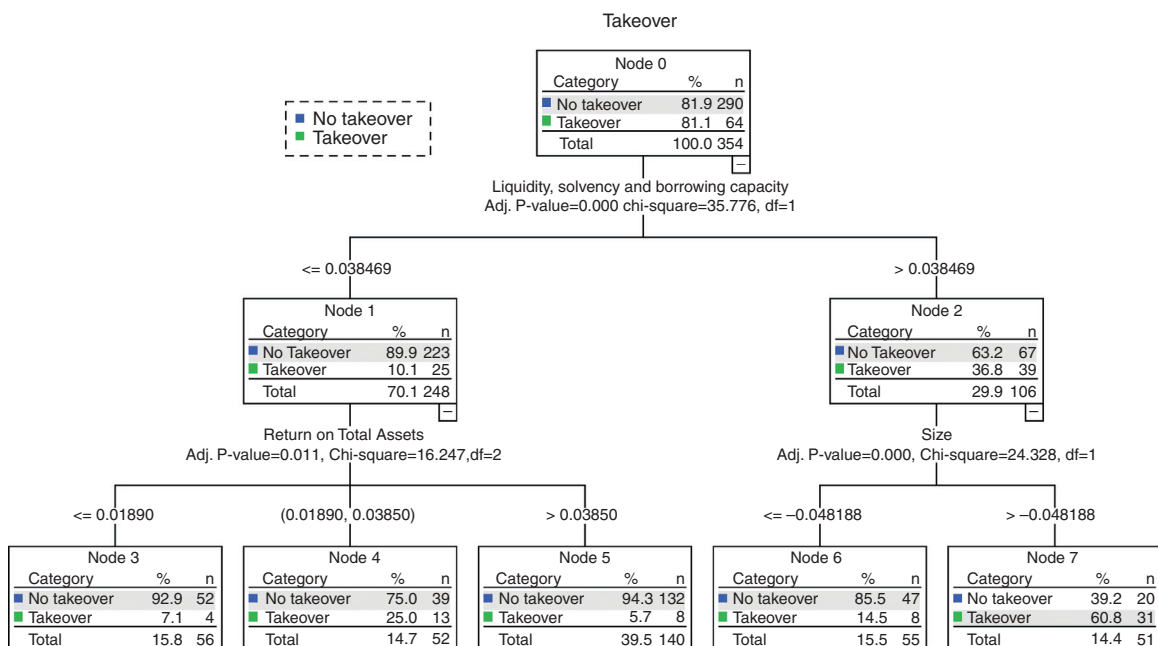 Takeover
No takeover
Takeover
Node 0
Category % n
No takeover 81.9 290
Takeover 81.1 64
Total 100.0 354
–
Liquidity, solvency and borrowing capacity
Adj. P-value=0.000 chi-square=35.776, df=1
<= 0.038469
> 0.038469
Node 1
Category % n
No Takeover 89.9 223
Takeover 10.1 25
Total 70.1 248
–
Node 2
Category % n
No Takeover 63.2 67
Takeover 36.8 39
Total 29.9 106
–
Return on Total Assets
Adj. P-value=0.011, Chi-square=16.247,df=2
Size
Adj. P-value=0.000, Chi-square=24.328, df=1
<= 0.01890
(0.01890, 0.03850)
> 0.03850
<= –0.048188
> –0.048188
Node 3
Category % n
No takeover 92.9 52
Takeover 7.1 4
Total 15.8 56
Node 4
Category % n
No takeover 75.0 39
Takeover 25.0 13
Total 14.7 52
Node 5
Category % n
No takeover 94.3 132
Takeover 5.7 8
Total 39.5 140
Node 6
Category % n
No takeover 85.5 47
Takeover 14.5 8
Total 15.5 55
Node 7
Category % n
No takeover 39.2 20
Takeover 60.8 31
Total 14.4 51